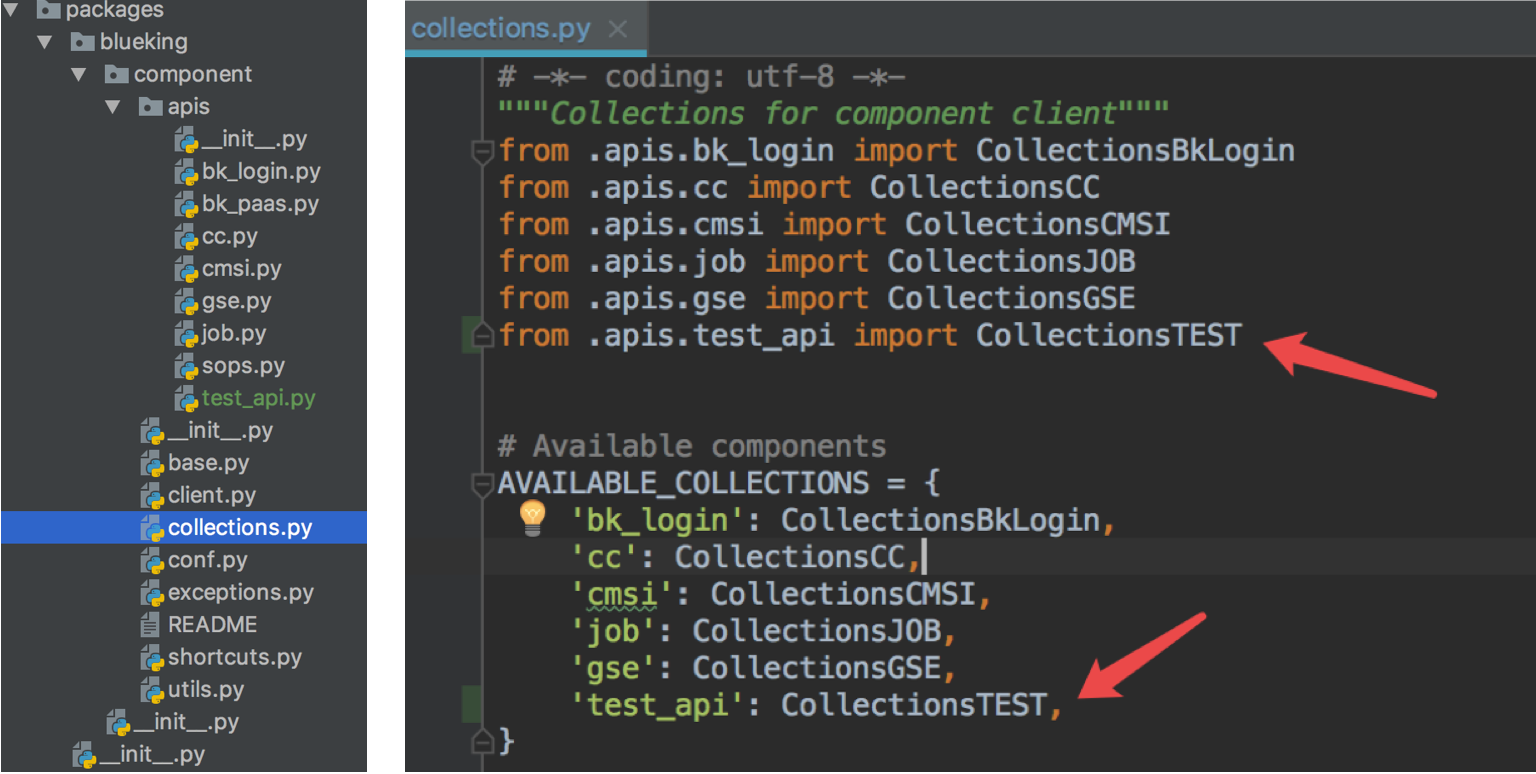 packages
blueking
component
apis
__init__.py
bk_login.py
bk_paas.py
cc.py
cmsi.py
gse.py
job.py
sops.py
test_api.py
__init__.py
base.py
client.py
collections.py
conf.py
exceptions.py
README
shortcuts.py
utils.py
__init__.py
__init__.py
collections.py
# -*- coding: utf-8 -*-
"""Collections for component client"""
from .apis.bk_login import CollectionsBkLogin
from .apis.cc import CollectionsCC
from .apis.cmsi import CollectionsCMSI
from .apis.job import CollectionsJOB
from .apis.gse import CollectionsGSE
from .apis.test_api import CollectionsTEST
# Available components
AVAILABLE_COLLECTIONS = {
'bk_login': CollectionsBkLogin,
'cc': CollectionsCC,
'cmsi': CollectionsCMSI,
'job': CollectionsJOB,
'gse': CollectionsGSE,
'test_api': CollectionsTEST,
}